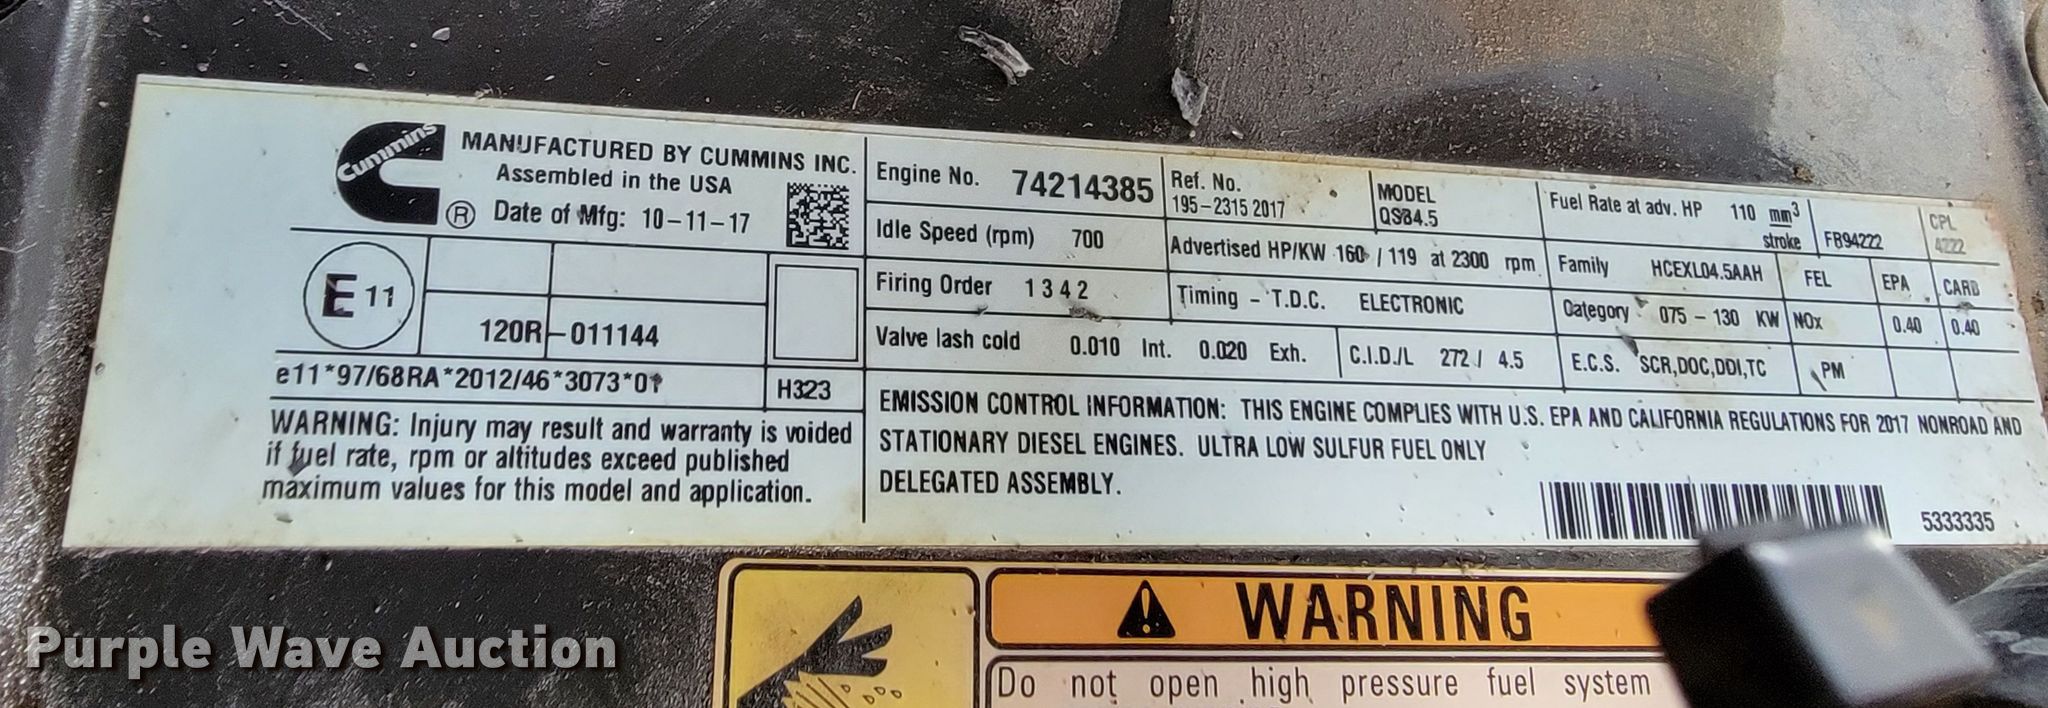 Cummins
®
MANUFACTURED BY CUMMINS INC.
Assembled in the USA
Date of Mfg: 10-11-17
E 11
120R-011144
e11*97/68RA*2012/46*3073*01
H323
WARNING: Injury may result and warranty is voided
if fuel rate, rpm or altitudes exceed published
maximum values for this model and application.
Engine No. 74214385
Ref. No.
195-2315 2017
MODEL
QSB4.5
Fuel Rate at adv. HP 110 mm³
stroke
FB94222
CPL
4222
Idle Speed (rpm) 700
Advertised HP/KW 160 / 119 at 2300 rpm
Family HCEXL04.5AAH
FEL
EPA
CARB
Firing Order 1 3 4 2
Timing - T.D.C. ELECTRONIC
Category 075 - 130 KW
NOx
0.40
0.40
Valve lash cold 0.010 Int. 0.020 Exh.
C.I.D./L 272 / 4.5
E.C.S. SCR,DOC,DDI,TC
PM
EMISSION CONTROL INFORMATION: THIS ENGINE COMPLIES WITH U.S. EPA AND CALIFORNIA REGULATIONS FOR 2017 NONROAD AND
STATIONARY DIESEL ENGINES. ULTRA LOW SULFUR FUEL ONLY
DELEGATED ASSEMBLY.
5333335
WARNING
Do not open high pressure fuel system
Purple Wave Auction